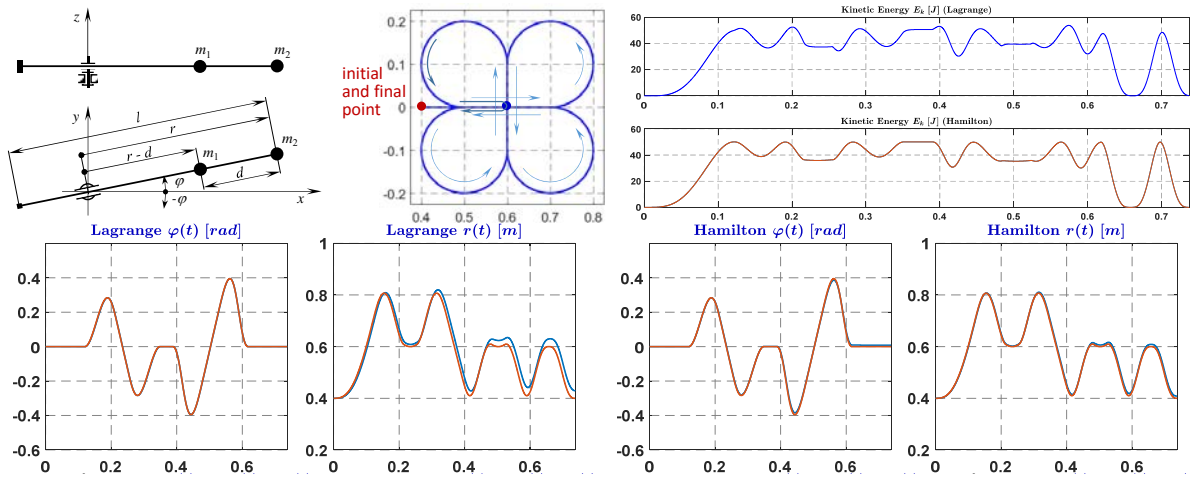 z
m₁
m₂
y
l
r
r - d
m₁
m₂
d
φ
-φ
x
initial
and final
point
0.2
0.1
0
-0.1
-0.2
0.4 0.5 0.6 0.7 0.8
Kinetic Energy Eₖ [J] (Lagrange)
60
40
20
0
0 0.1 0.2 0.3 0.4 0.5 0.6 0.7
Kinetic Energy Eₖ [J] (Hamilton)
60
40
20
0
0 0.1 0.2 0.3 0.4 0.5 0.6 0.7
Lagrange φ(t) [rad]
0.4
0.2
0
-0.2
-0.4
-0.6
0 0.2 0.4 0.6
Lagrange r(t) [m]
1
0.8
0.6
0.4
0.2
0 0.2 0.4 0.6
Hamilton φ(t) [rad]
0.4
0.2
0
-0.2
-0.4
-0.6
0 0.2 0.4 0.6
Hamilton r(t) [m]
1
0.8
0.6
0.4
0.2
0 0.2 0.4 0.6